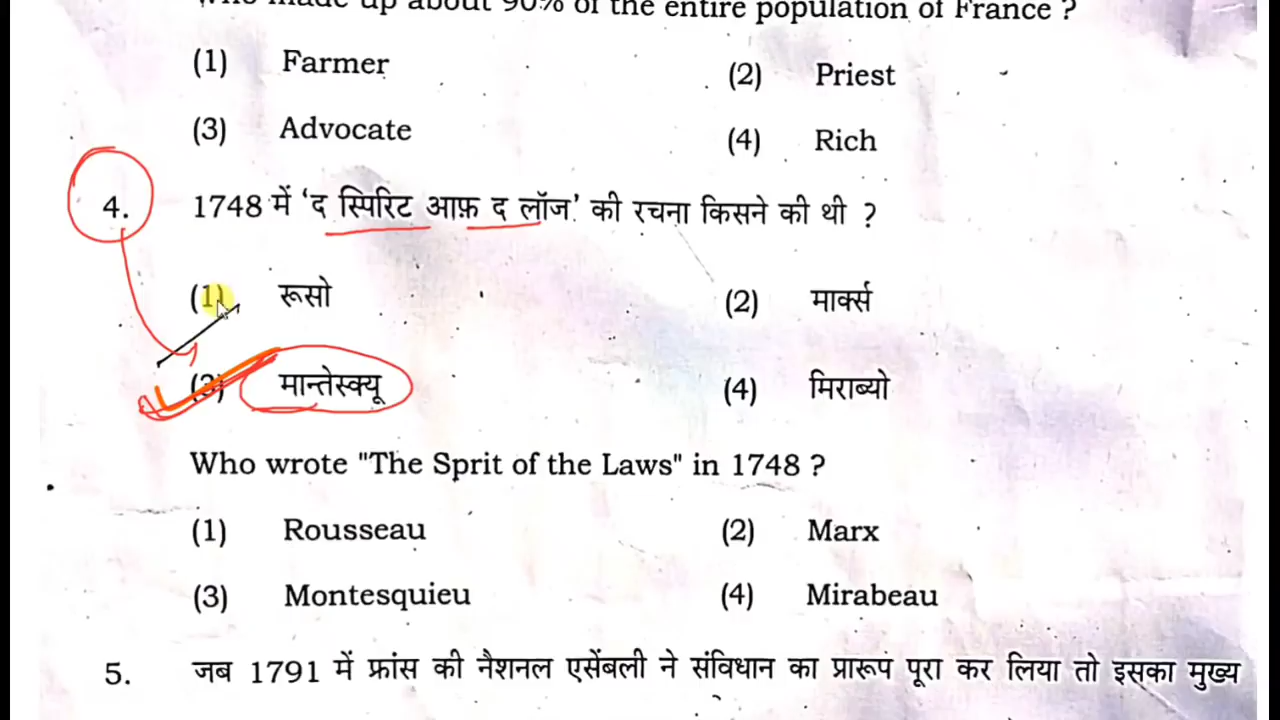 Who made up about 90% of the entire population of France ?
(1) Farmer (2) Priest
(3) Advocate (4) Rich
4. 1748 में ‘द स्पिरिट आफ़ द लॉज’ की रचना किसने की थी ?
(1) रूसो (2) मार्क्स
(3) मान्तेस्क्यू (4) मिराब्यो
Who wrote "The Sprit of the Laws" in 1748 ?
(1) Rousseau (2) Marx
(3) Montesquieu (4) Mirabeau
5. जब 1791 में फ्रांस की नैशनल एसेंबली ने संविधान का प्रारूप पूरा कर लिया तो इसका मुख्य